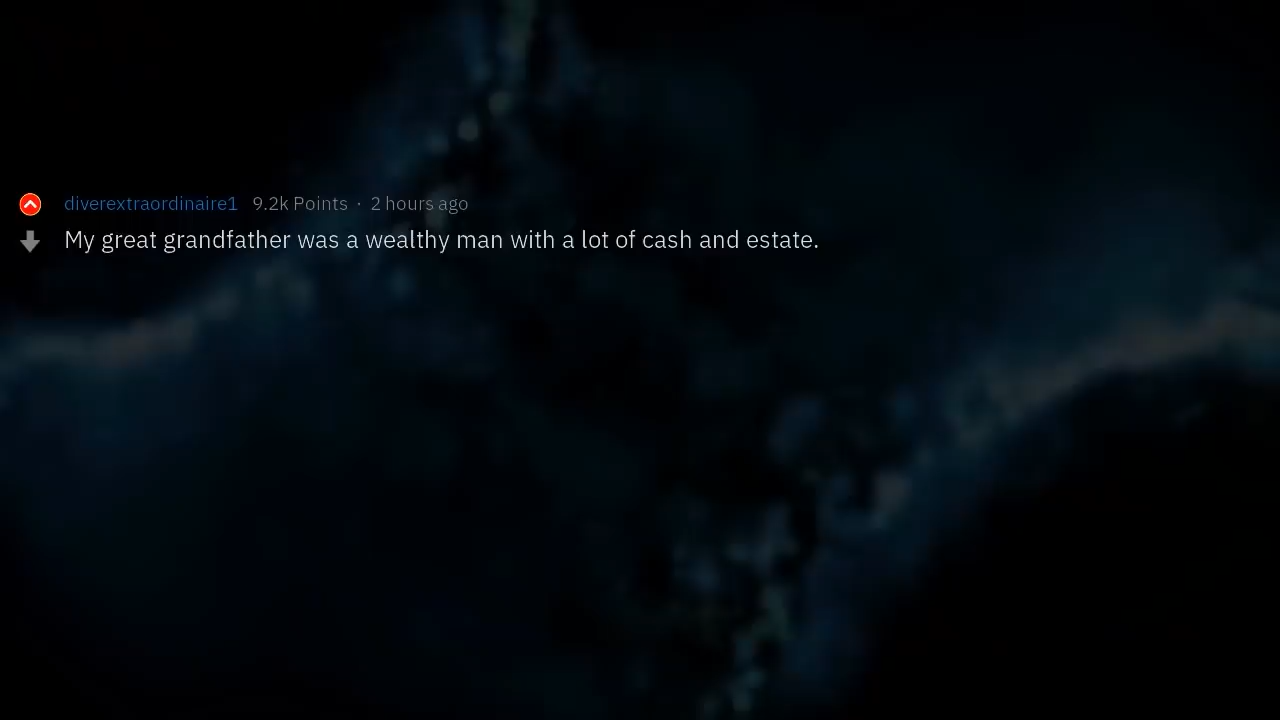 diverextraordinaire1 9.2k Points · 2 hours ago
My great grandfather was a wealthy man with a lot of cash and estate.